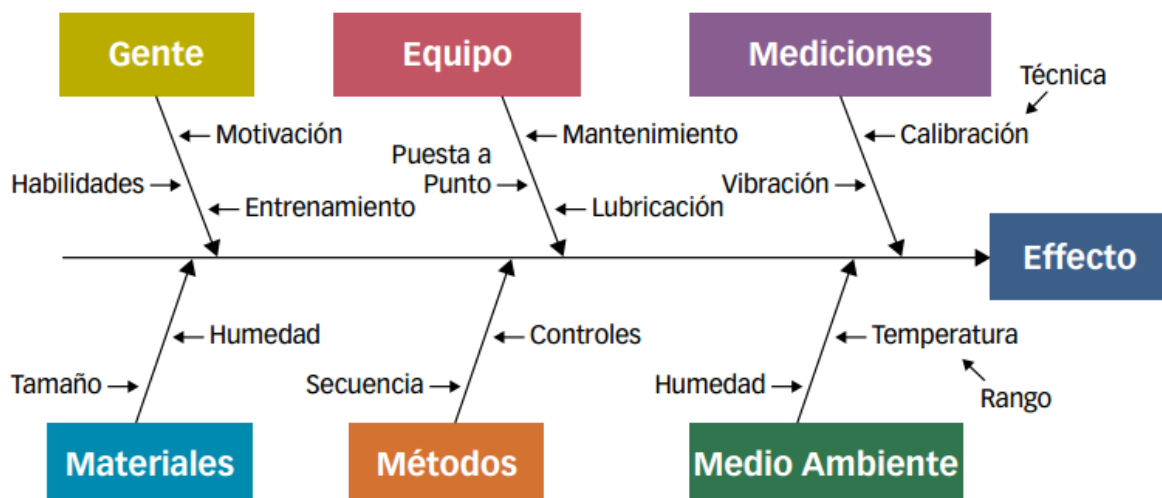 Gente
Equipo
Mediciones
Técnica
Motivación
Mantenimiento
Calibración
Habilidades
Puesta a
Punto
Vibración
Entrenamiento
Lubricación
Effecto
Humedad
Controles
Temperatura
Tamaño
Secuencia
Humedad
Rango
Materiales
Métodos
Medio Ambiente